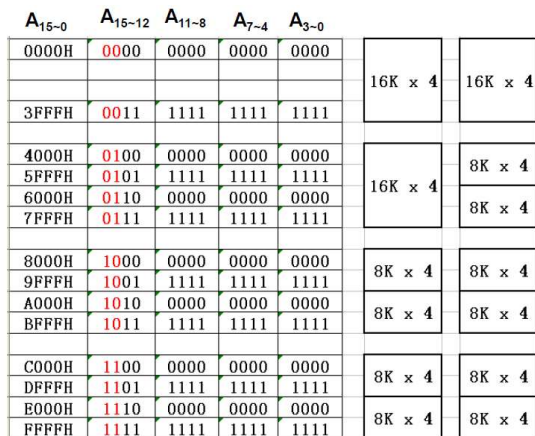 A15~0 A15~12 A11~8 A7~4 A3~0
0000H 0000 0000 0000 0000
16K x 4 16K x 4
3FFFH 0011 1111 1111 1111
4000H 0100 0000 0000 0000
8K x 4
5FFFH 0101 1111 1111 1111
16K x 4
6000H 0110 0000 0000 0000
8K x 4
7FFFH 0111 1111 1111 1111
8000H 1000 0000 0000 0000
8K x 4 8K x 4
9FFFH 1001 1111 1111 1111
A000H 1010 0000 0000 0000
8K x 4 8K x 4
BFFFH 1011 1111 1111 1111
C000H 1100 0000 0000 0000
8K x 4 8K x 4
DFFFH 1101 1111 1111 1111
E000H 1110 0000 0000 0000
8K x 4 8K x 4
FFFFH 1111 1111 1111 1111